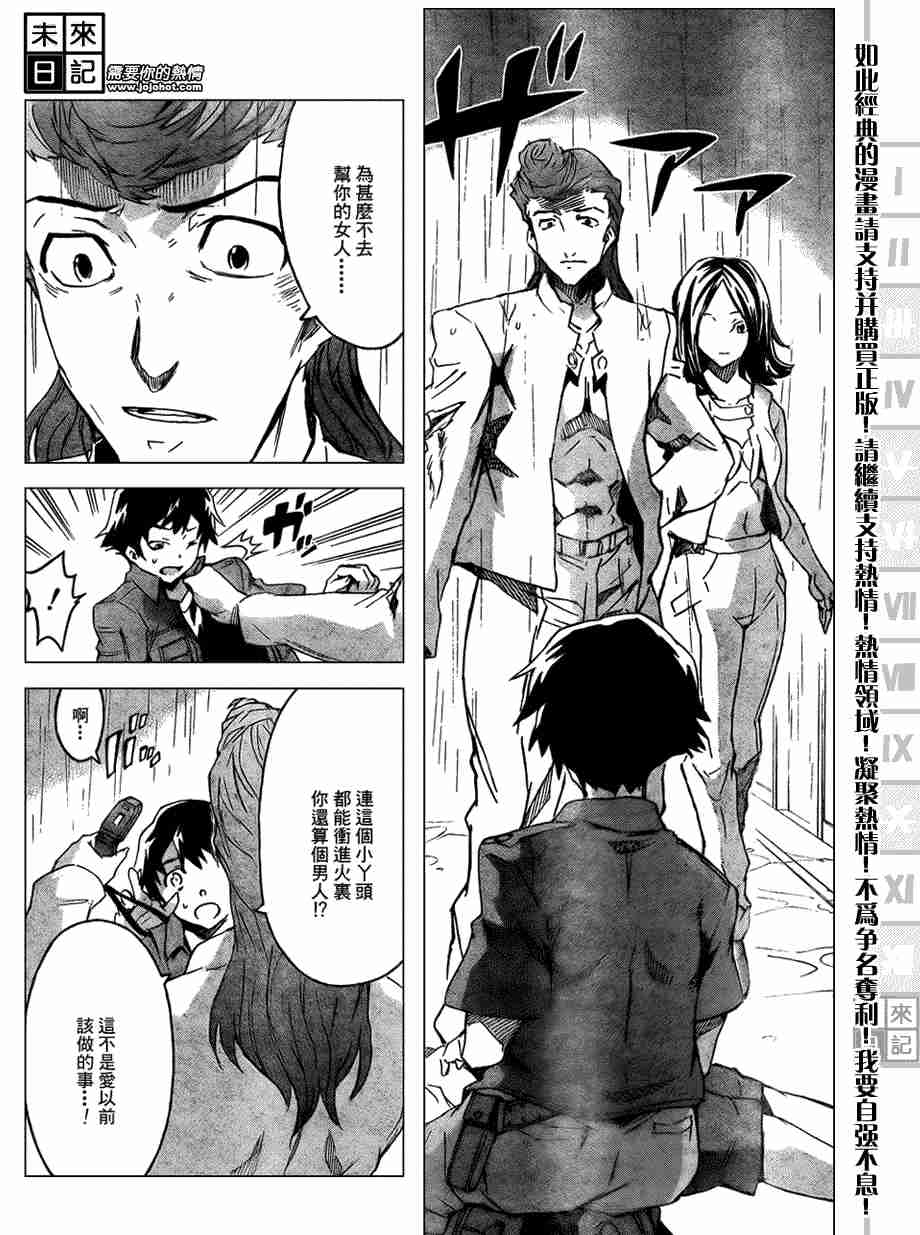 未來
日記
需要你的熱情
www.jojohot.com
ザッ
為甚麼不去
幫你的女人……
ガッ
!
啊…
連這個小丫頭
都能衝進火裏
你還算個男人!?
這不是愛以前
該做的事…!
如此經典的漫畫請支持并購買正版！請繼續支持熱情！熱情領域！凝聚熱情！不爲争名奪利！我要自强不息！
I
II
III
IV
V
VI
VII
VIII
IX
X
XI
來
記